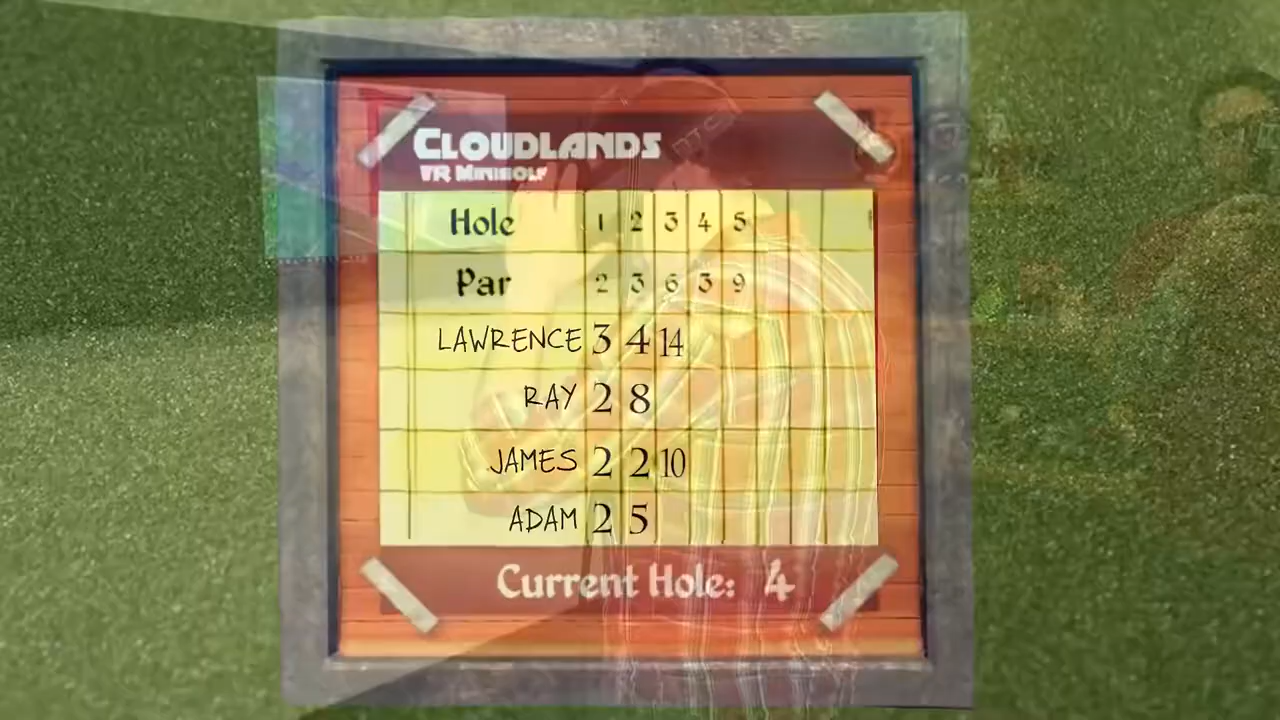 CLOUDLANDS
VR MINIGOLF
Hole 1 2 3 4 5
Par 2 3 6 3 9
LAWRENCE 3 4 14
RAY 2 8
JAMES 2 2 10
ADAM 2 5
Current Hole: 4